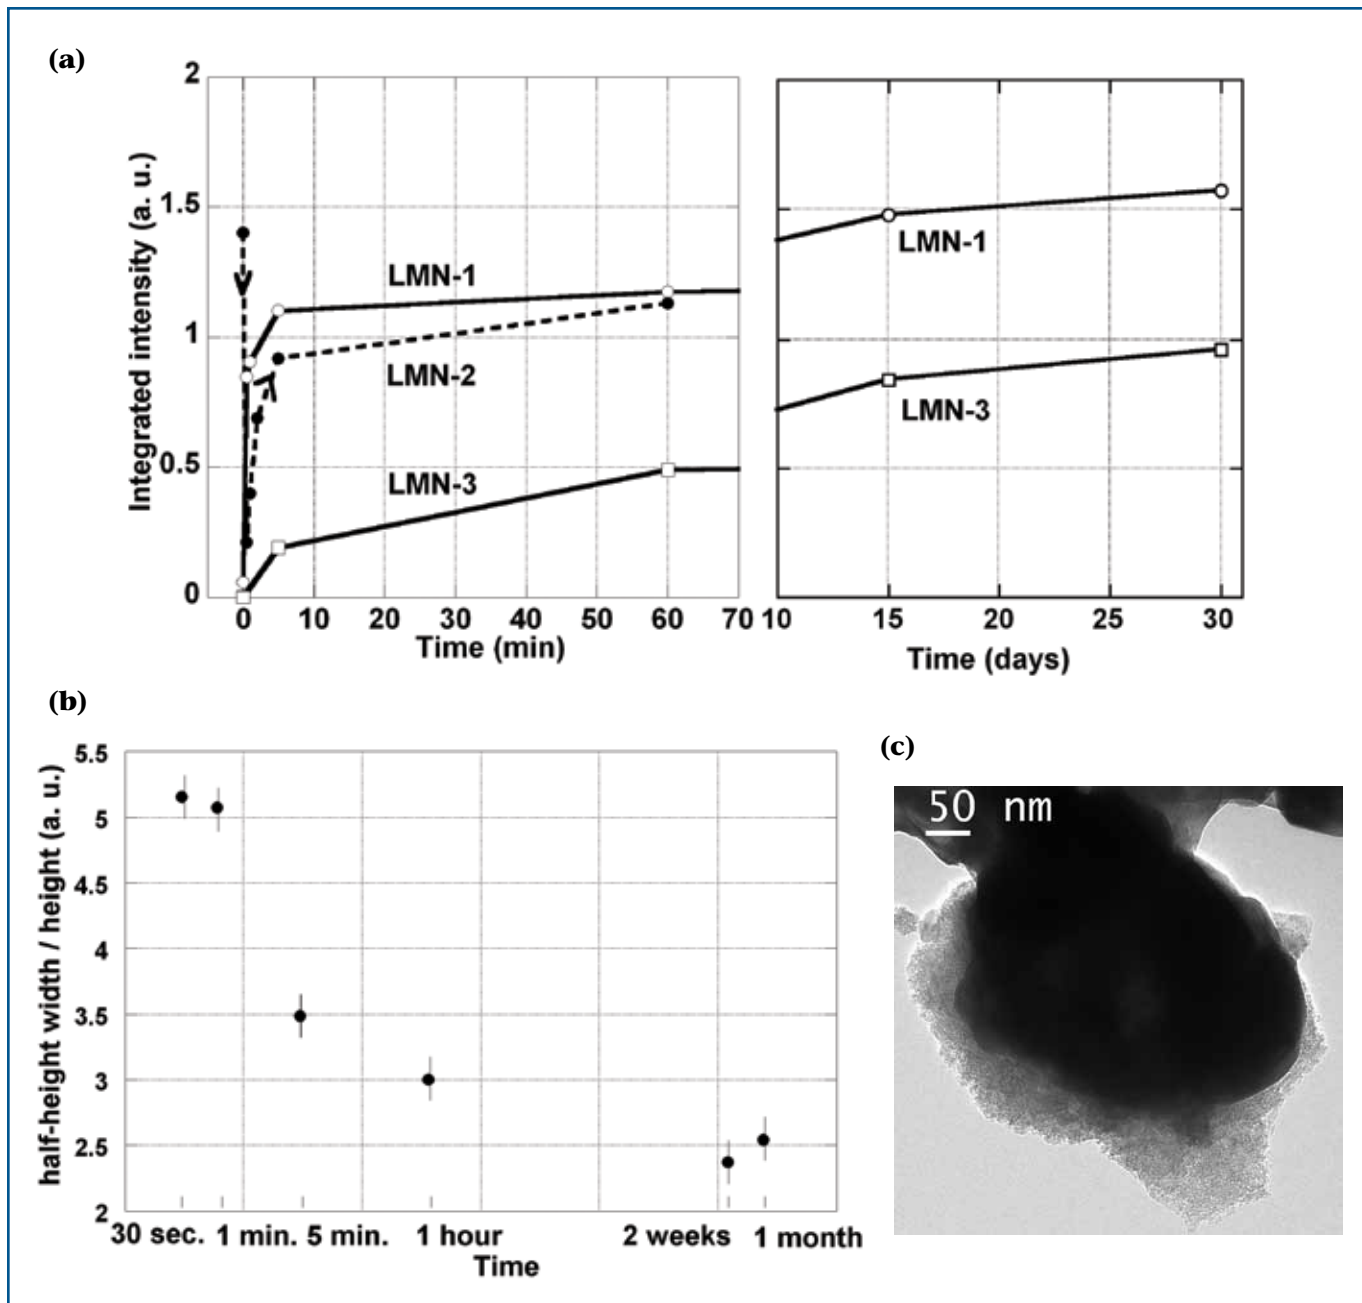 (a)
Integrated intensity (a. u.)
2
1.5
1
0.5
0
LMN-1
LMN-2
LMN-3
0 10 20 30 40 50 60 70
Time (min)
LMN-1
LMN-3
10 15 20 25 30
Time (days)
(b)
half-height width / height (a. u.)
5.5
5
4.5
4
3.5
3
2.5
2
30 sec. 1 min. 5 min. 1 hour 2 weeks 1 month
Time
(c)
50 nm